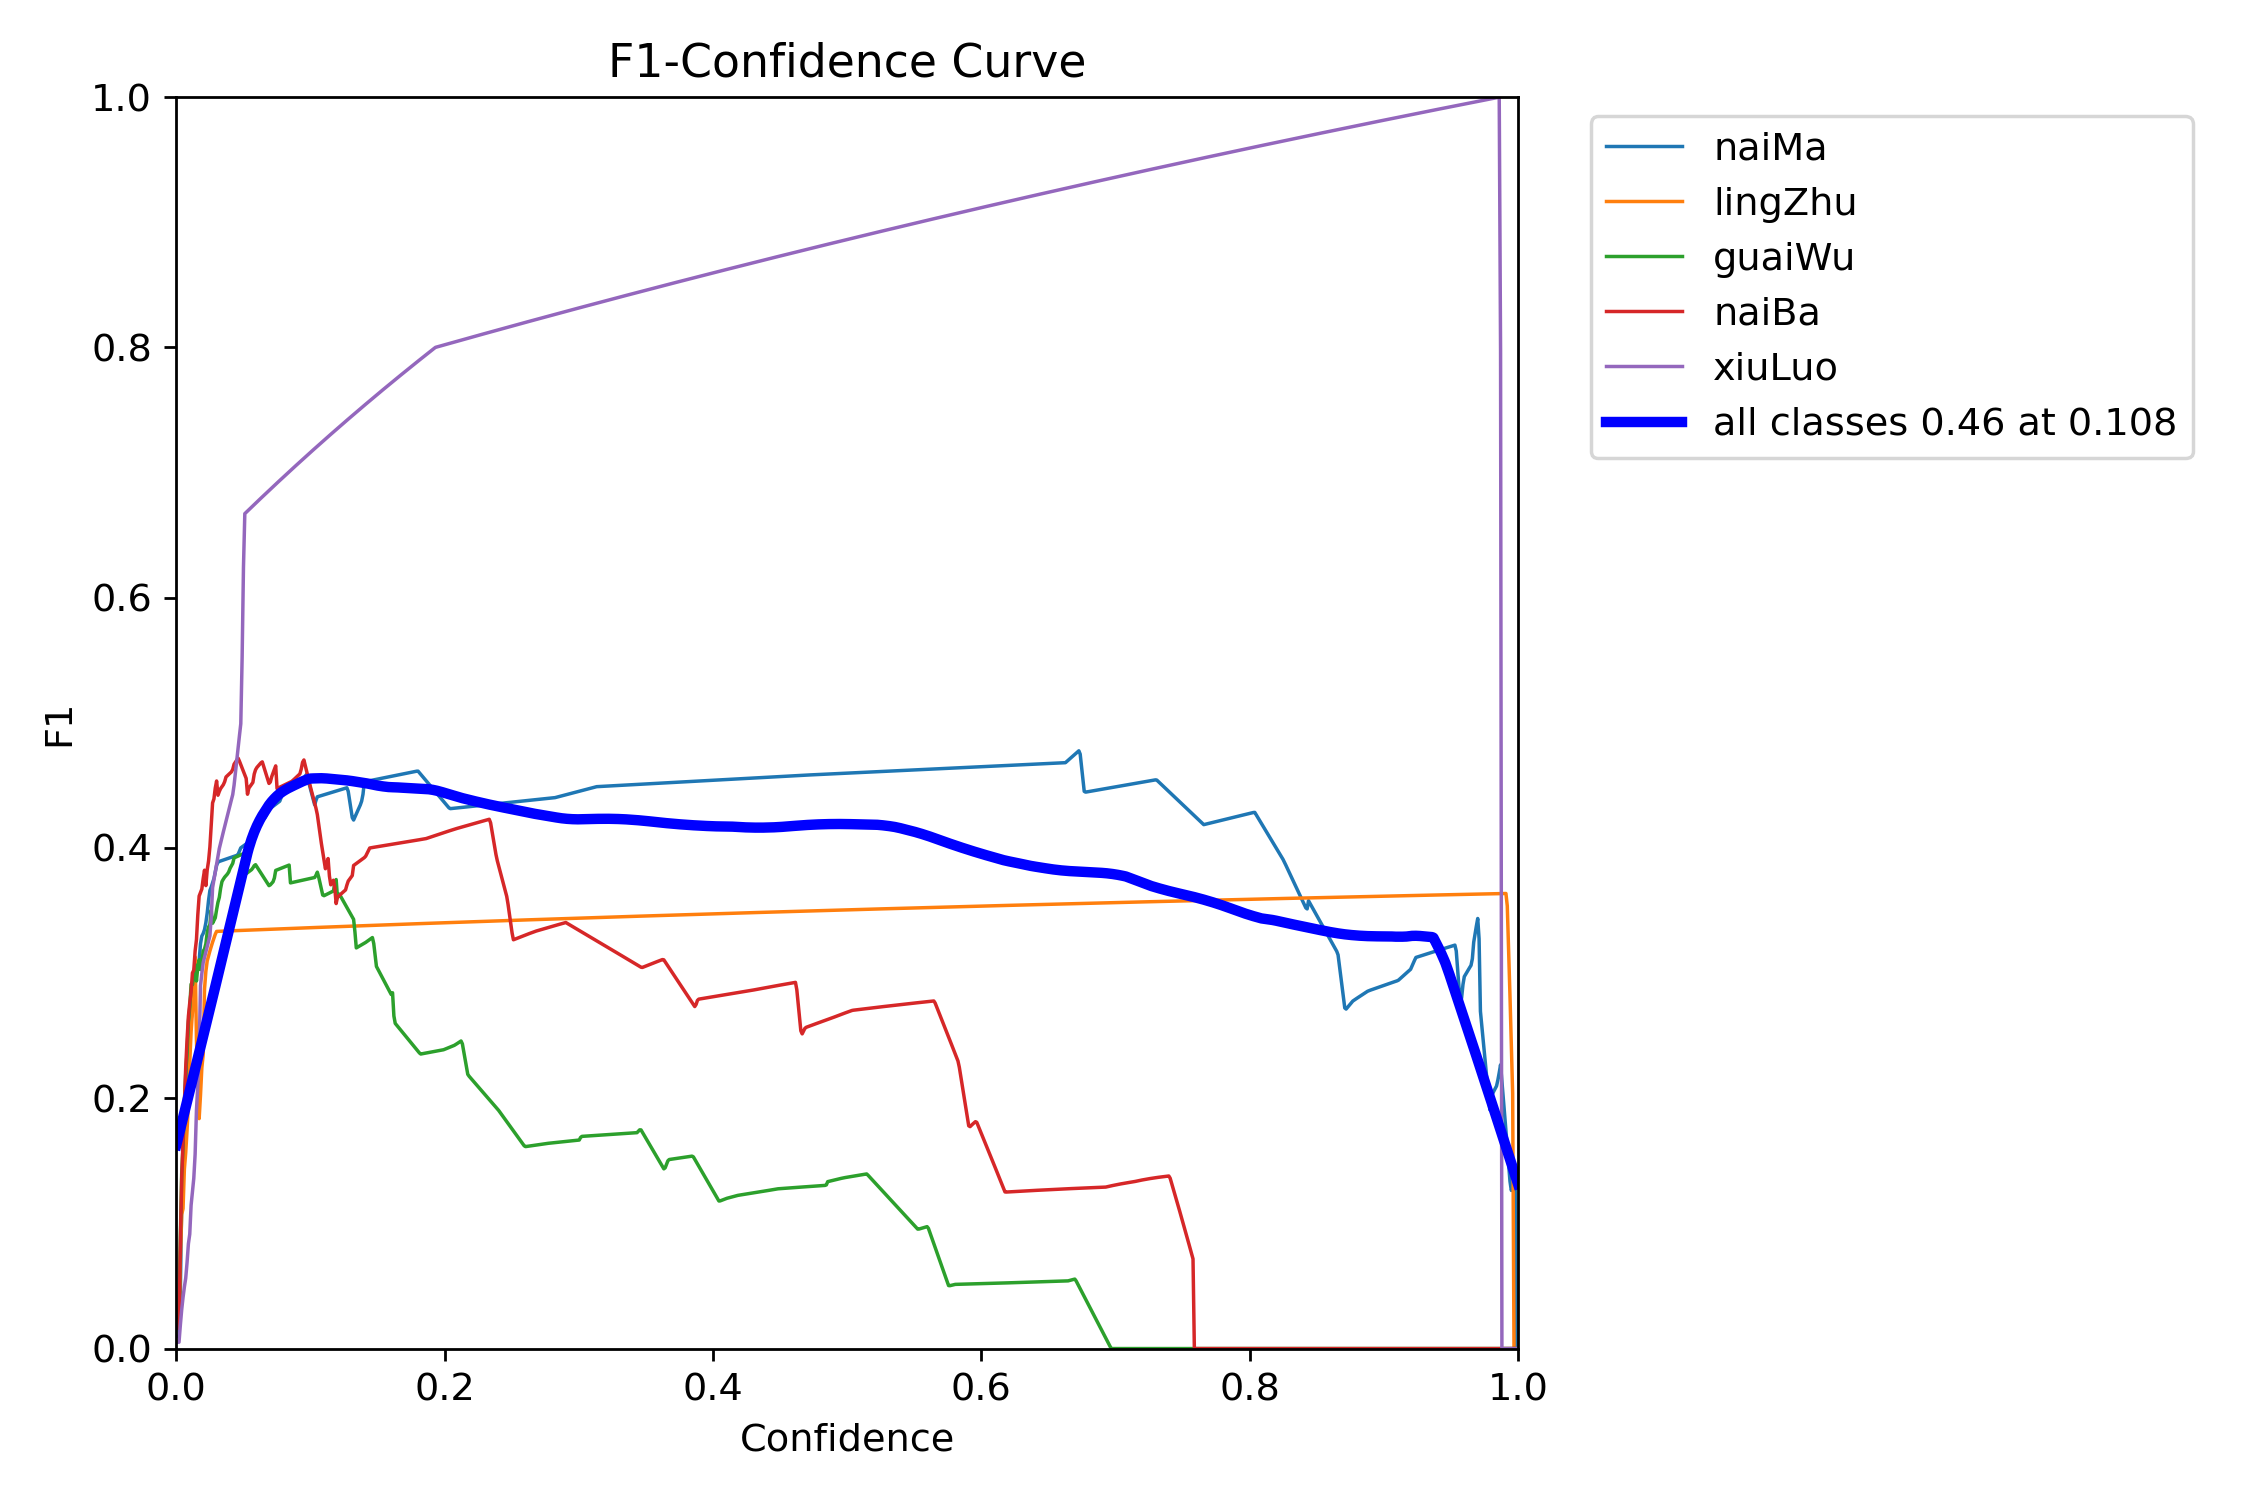 F1-Confidence Curve
1.0
0.8
0.6
0.4
0.2
0.0
F1
0.0 0.2 0.4 0.6 0.8 1.0
Confidence
naiMa
lingZhu
guaiWu
naiBa
xiuLuo
all classes 0.46 at 0.108